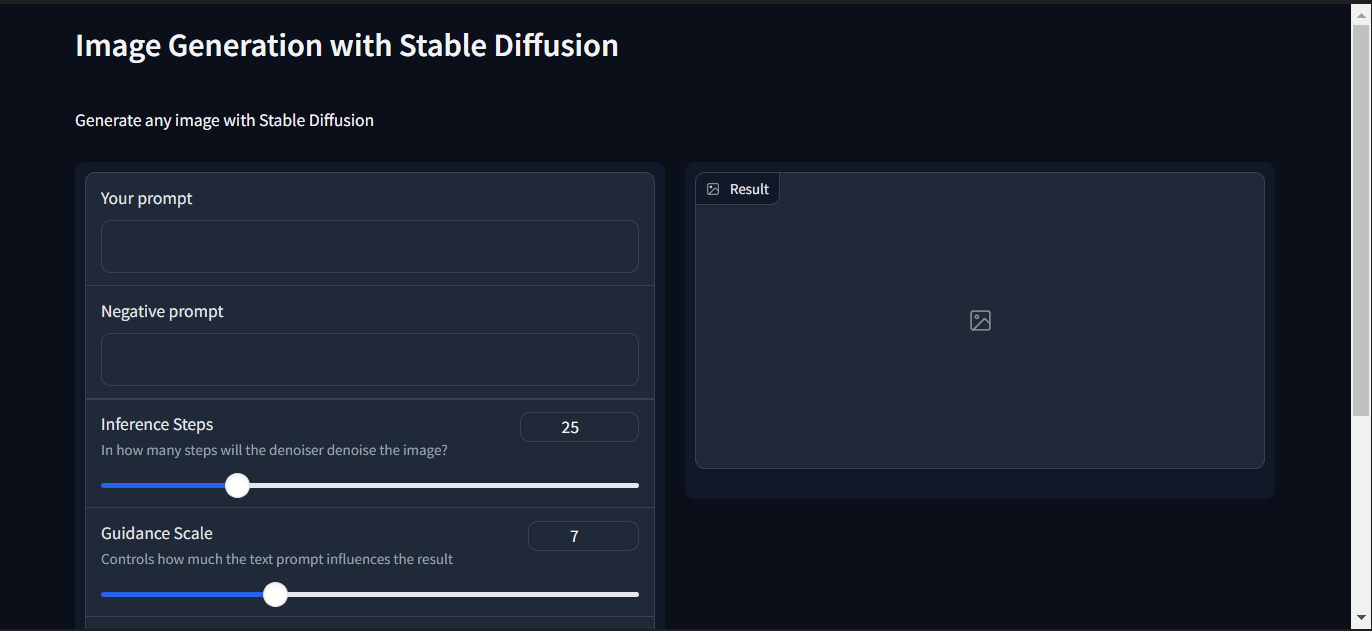 Image Generation with Stable Diffusion
Generate any image with Stable Diffusion
Your prompt
Negative prompt
Inference Steps
25
In how many steps will the denoiser denoise the image?
Guidance Scale
7
Controls how much the text prompt influences the result
Result